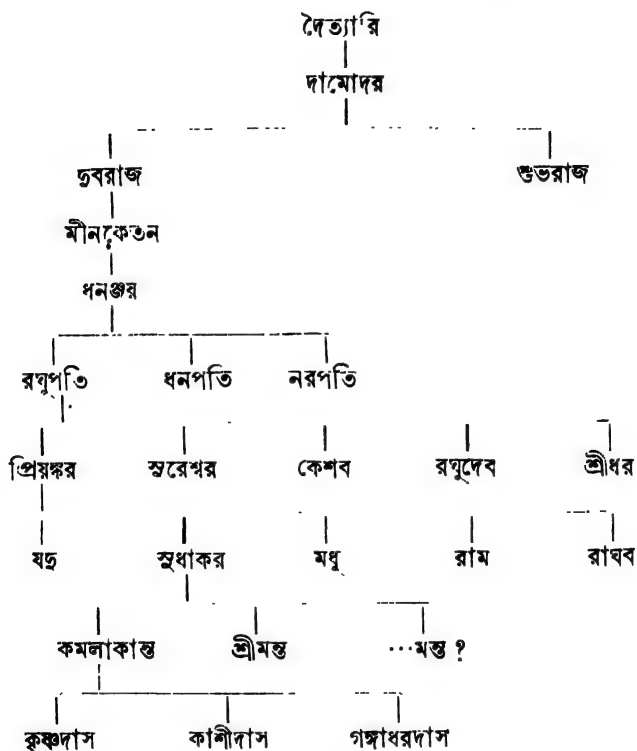 দৈত্যারি
দামোদর
দুবরাজ শুভরাজ
মীনকেতন
ধনঞ্জয়
রঘুপতি ধনপতি নরপতি
প্রিয়ঙ্কর সুরেশ্বর কেশব রঘুদেব শ্রীধর
যদু সুধাকর মধু রাম রাঘব
কমলাকান্ত শ্রীমন্ত ···মন্ত ?
কৃষ্ণদাস কাশীদাস গঙ্গাধরদাস